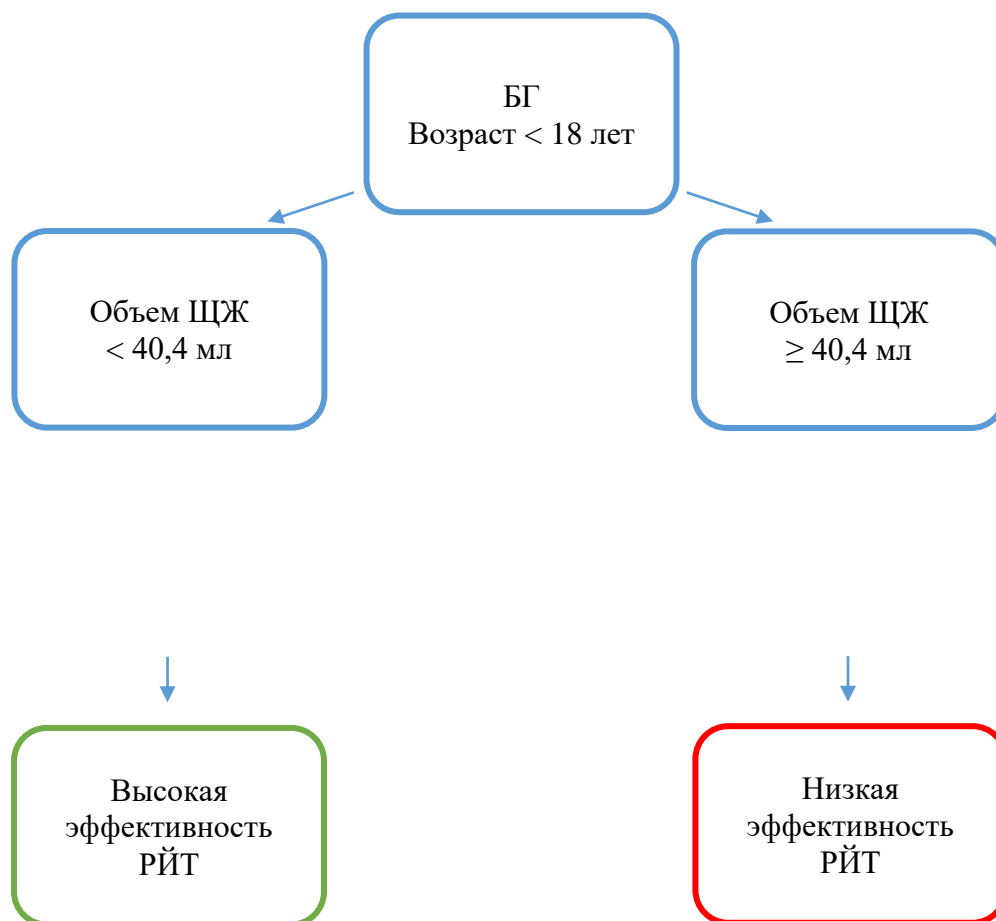 БГ
Возраст < 18 лет
Объем ЩЖ
< 40,4 мл
Объем ЩЖ
≥ 40,4 мл
Высокая
эффективность
РЙТ
Низкая
эффективность
РЙТ